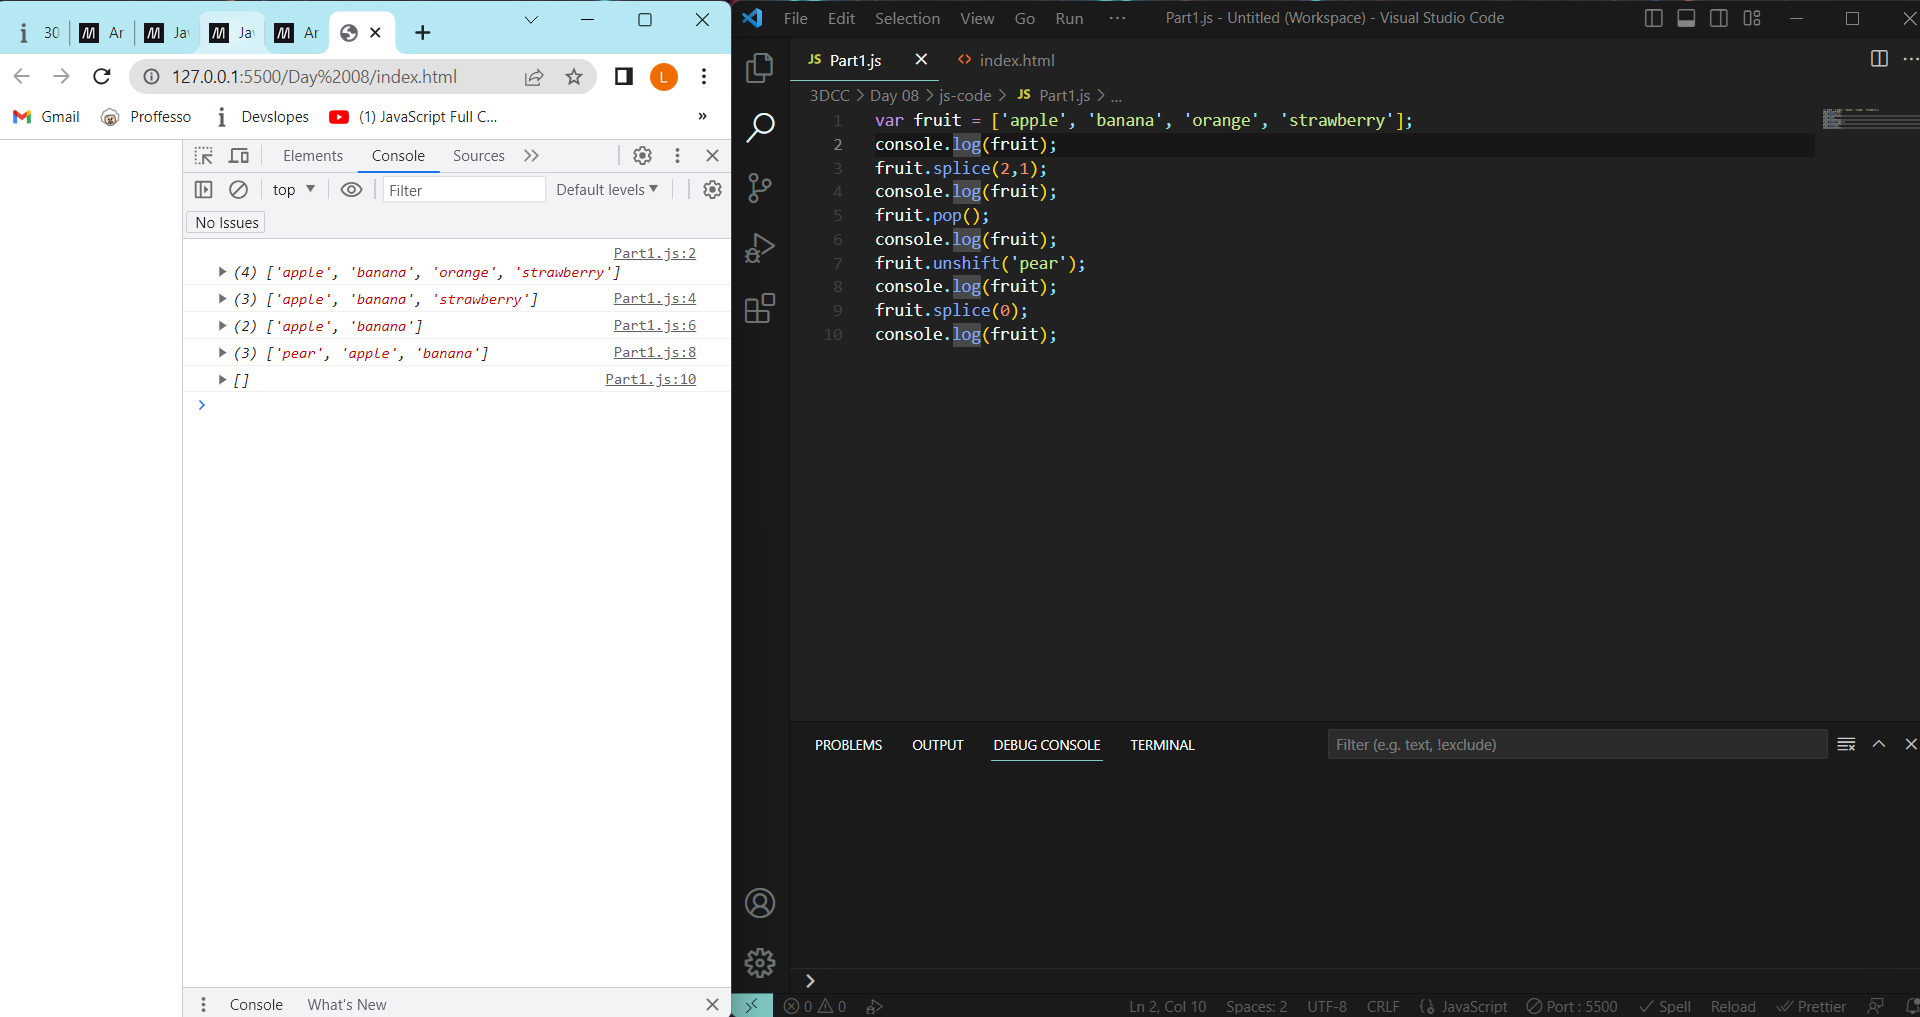 30
Ar
Ja
Ja
Ar
127.0.0.1:5500/Day%2008/index.html
L
Gmail
Proffesso
Devslopes
(1) JavaScript Full C...
»
Elements Console Sources
top
Filter
Default levels
No Issues
Part1.js:2
(4) ['apple', 'banana', 'orange', 'strawberry']
(3) ['apple', 'banana', 'strawberry'] Part1.js:4
(2) ['apple', 'banana'] Part1.js:6
(3) ['pear', 'apple', 'banana'] Part1.js:8
[] Part1.js:10
Console What's New
File Edit Selection View Go Run ··· Part1.js - Untitled (Workspace) - Visual Studio Code
JS Part1.js index.html
3DCC > Day 08 > js-code > JS Part1.js > ...
1 var fruit = ['apple', 'banana', 'orange', 'strawberry'];
2 console.log(fruit);
3 fruit.splice(2,1);
4 console.log(fruit);
5 fruit.pop();
6 console.log(fruit);
7 fruit.unshift('pear');
8 console.log(fruit);
9 fruit.splice(0);
10 console.log(fruit);
PROBLEMS OUTPUT DEBUG CONSOLE TERMINAL
Filter (e.g. text, !exclude)
0 0
Ln 2, Col 10 Spaces: 2 UTF-8 CRLF JavaScript Port : 5500 Spell Reload Prettier